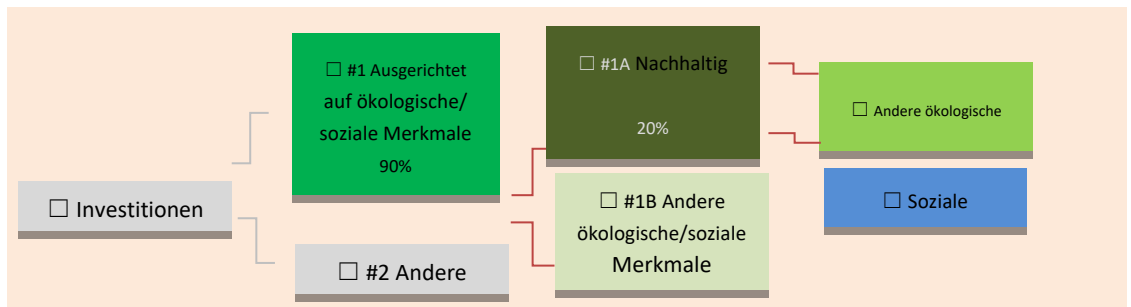 ☐ Investitionen
☐ #1 Ausgerichtet
auf ökologische/
soziale Merkmale
90%
☐ #2 Andere
☐ #1A Nachhaltig
20%
☐ #1B Andere
ökologische/soziale
Merkmale
☐ Andere ökologische
☐ Soziale